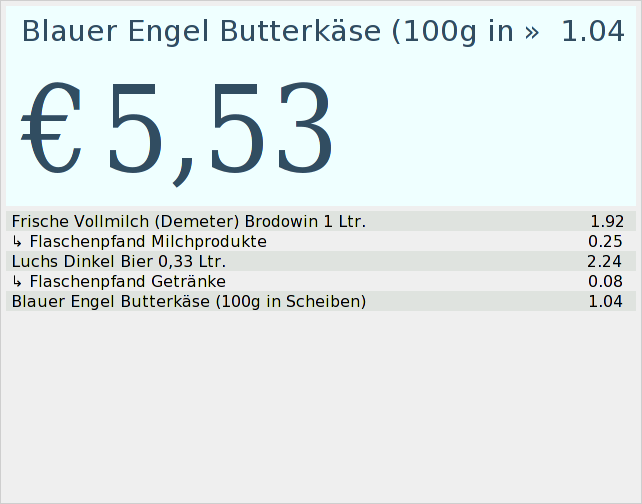 Blauer Engel Butterkäse (100g in » 1.04
€ 5,53
Frische Vollmilch (Demeter) Brodowin 1 Ltr. 1.92
↳ Flaschenpfand Milchprodukte 0.25
Luchs Dinkel Bier 0,33 Ltr. 2.24
↳ Flaschenpfand Getränke 0.08
Blauer Engel Butterkäse (100g in Scheiben) 1.04